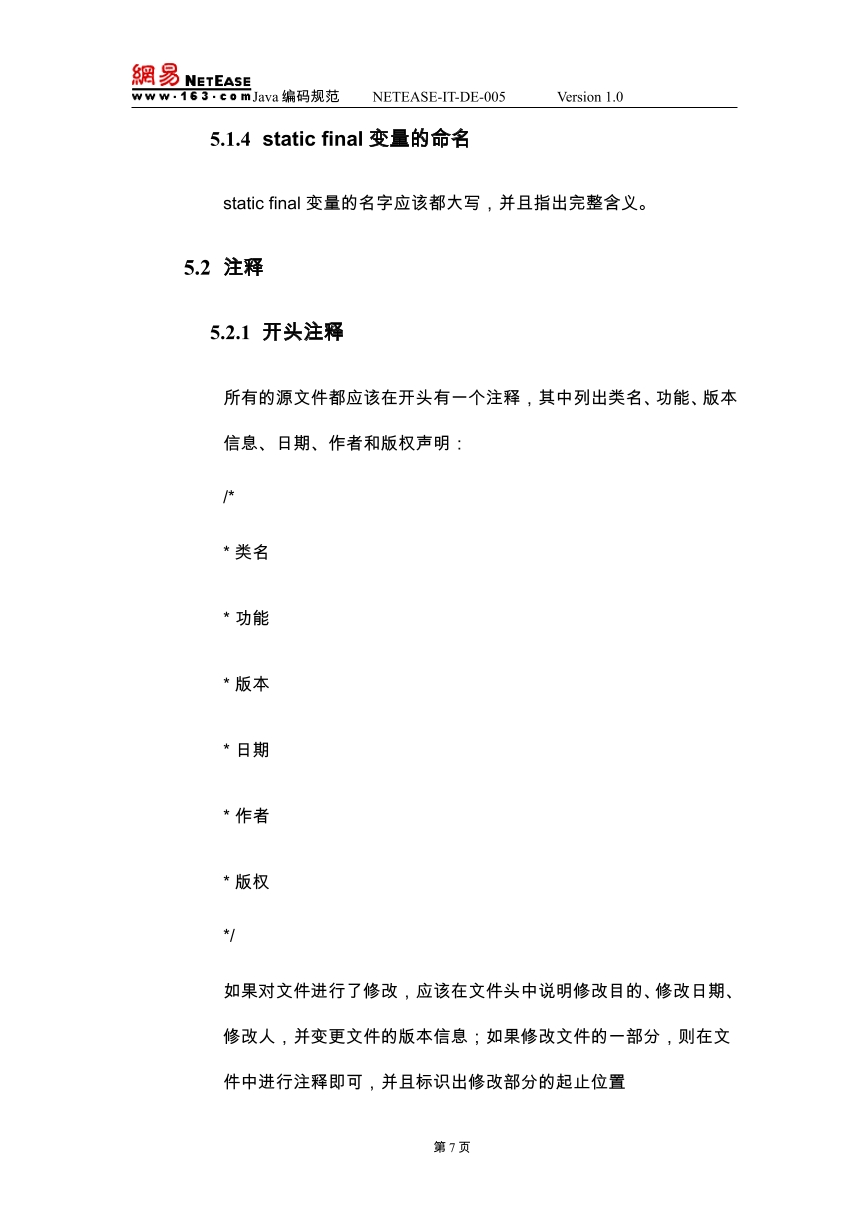 網易 NETEASE
www.163.com Java 编码规范 NETEASE-IT-DE-005 Version 1.0
5.1.4 static final 变量的命名
static final 变量的名字应该都大写，并且指出完整含义。
5.2 注释
5.2.1 开头注释
所有的源文件都应该在开头有一个注释，其中列出类名、功能、版本
信息、日期、作者和版权声明：
/*
* 类名
* 功能
* 版本
* 日期
* 作者
* 版权
*/
如果对文件进行了修改，应该在文件头中说明修改目的、修改日期、
修改人，并变更文件的版本信息；如果修改文件的一部分，则在文
件中进行注释即可，并且标识出修改部分的起止位置
第 7 页